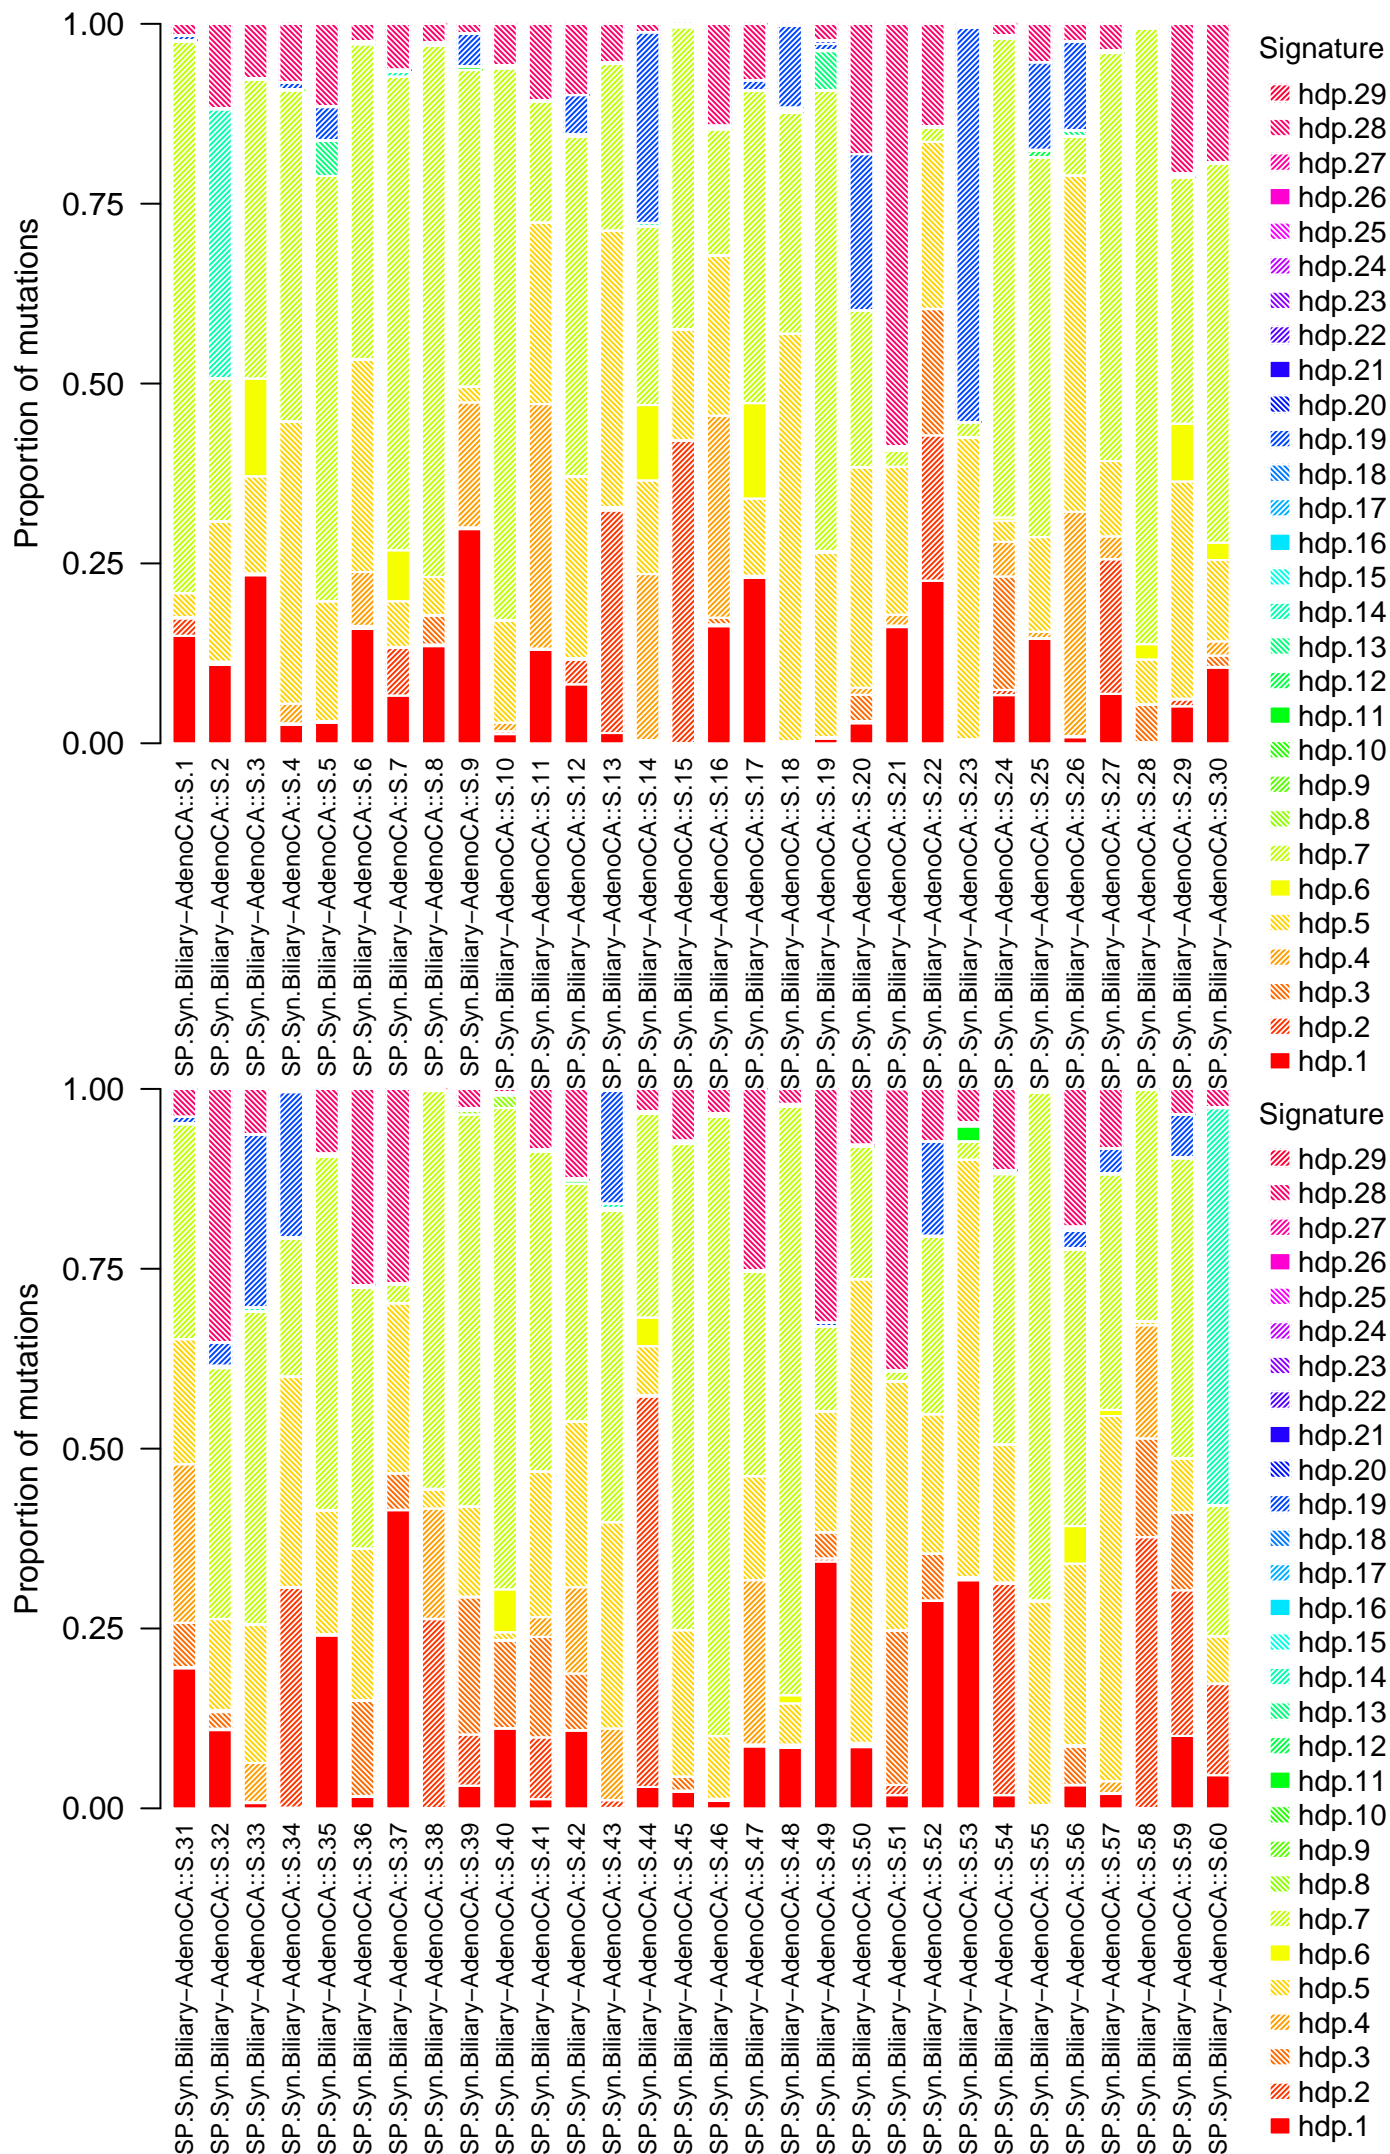 Proportion of mutations
1.00
0.75
0.50
0.25
0.00
SP.Syn.Biliary−AdenoCA::S.1
SP.Syn.Biliary−AdenoCA::S.2
SP.Syn.Biliary−AdenoCA::S.3
SP.Syn.Biliary−AdenoCA::S.4
SP.Syn.Biliary−AdenoCA::S.5
SP.Syn.Biliary−AdenoCA::S.6
SP.Syn.Biliary−AdenoCA::S.7
SP.Syn.Biliary−AdenoCA::S.8
SP.Syn.Biliary−AdenoCA::S.9
SP.Syn.Biliary−AdenoCA::S.10
SP.Syn.Biliary−AdenoCA::S.11
SP.Syn.Biliary−AdenoCA::S.12
SP.Syn.Biliary−AdenoCA::S.13
SP.Syn.Biliary−AdenoCA::S.14
SP.Syn.Biliary−AdenoCA::S.15
SP.Syn.Biliary−AdenoCA::S.16
SP.Syn.Biliary−AdenoCA::S.17
SP.Syn.Biliary−AdenoCA::S.18
SP.Syn.Biliary−AdenoCA::S.19
SP.Syn.Biliary−AdenoCA::S.20
SP.Syn.Biliary−AdenoCA::S.21
SP.Syn.Biliary−AdenoCA::S.22
SP.Syn.Biliary−AdenoCA::S.23
SP.Syn.Biliary−AdenoCA::S.24
SP.Syn.Biliary−AdenoCA::S.25
SP.Syn.Biliary−AdenoCA::S.26
SP.Syn.Biliary−AdenoCA::S.27
SP.Syn.Biliary−AdenoCA::S.28
SP.Syn.Biliary−AdenoCA::S.29
SP.Syn.Biliary−AdenoCA::S.30
Signature
hdp.29
hdp.28
hdp.27
hdp.26
hdp.25
hdp.24
hdp.23
hdp.22
hdp.21
hdp.20
hdp.19
hdp.18
hdp.17
hdp.16
hdp.15
hdp.14
hdp.13
hdp.12
hdp.11
hdp.10
hdp.9
hdp.8
hdp.7
hdp.6
hdp.5
hdp.4
hdp.3
hdp.2
hdp.1
Proportion of mutations
1.00
0.75
0.50
0.25
0.00
SP.Syn.Biliary−AdenoCA::S.31
SP.Syn.Biliary−AdenoCA::S.32
SP.Syn.Biliary−AdenoCA::S.33
SP.Syn.Biliary−AdenoCA::S.34
SP.Syn.Biliary−AdenoCA::S.35
SP.Syn.Biliary−AdenoCA::S.36
SP.Syn.Biliary−AdenoCA::S.37
SP.Syn.Biliary−AdenoCA::S.38
SP.Syn.Biliary−AdenoCA::S.39
SP.Syn.Biliary−AdenoCA::S.40
SP.Syn.Biliary−AdenoCA::S.41
SP.Syn.Biliary−AdenoCA::S.42
SP.Syn.Biliary−AdenoCA::S.43
SP.Syn.Biliary−AdenoCA::S.44
SP.Syn.Biliary−AdenoCA::S.45
SP.Syn.Biliary−AdenoCA::S.46
SP.Syn.Biliary−AdenoCA::S.47
SP.Syn.Biliary−AdenoCA::S.48
SP.Syn.Biliary−AdenoCA::S.49
SP.Syn.Biliary−AdenoCA::S.50
SP.Syn.Biliary−AdenoCA::S.51
SP.Syn.Biliary−AdenoCA::S.52
SP.Syn.Biliary−AdenoCA::S.53
SP.Syn.Biliary−AdenoCA::S.54
SP.Syn.Biliary−AdenoCA::S.55
SP.Syn.Biliary−AdenoCA::S.56
SP.Syn.Biliary−AdenoCA::S.57
SP.Syn.Biliary−AdenoCA::S.58
SP.Syn.Biliary−AdenoCA::S.59
SP.Syn.Biliary−AdenoCA::S.60
Signature
hdp.29
hdp.28
hdp.27
hdp.26
hdp.25
hdp.24
hdp.23
hdp.22
hdp.21
hdp.20
hdp.19
hdp.18
hdp.17
hdp.16
hdp.15
hdp.14
hdp.13
hdp.12
hdp.11
hdp.10
hdp.9
hdp.8
hdp.7
hdp.6
hdp.5
hdp.4
hdp.3
hdp.2
hdp.1